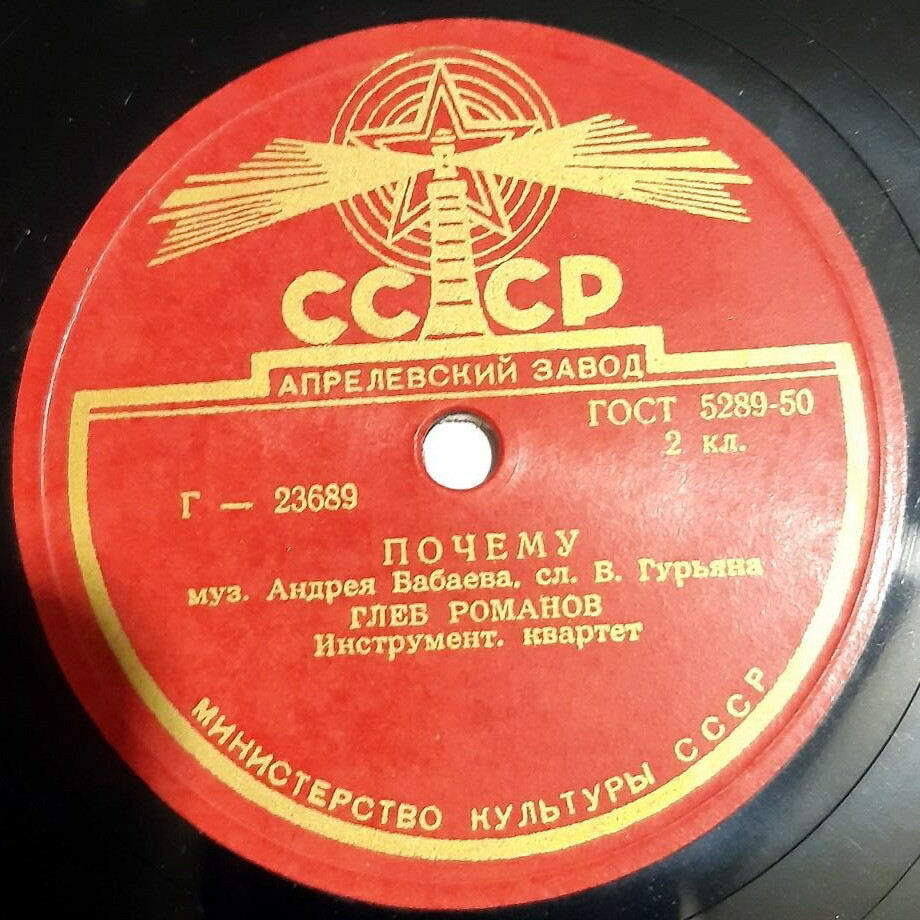 СССР
АПРЕЛЕВСКИЙ ЗАВОД
ГОСТ 5289-50
2 кл.
Г — 23689
ПОЧЕМУ
муз. Андрея Бабаева, сл. В. Гурьяна
ГЛЕБ РОМАНОВ
Инструмент. квартет
МИНИСТЕРСТВО КУЛЬТУРЫ СССР